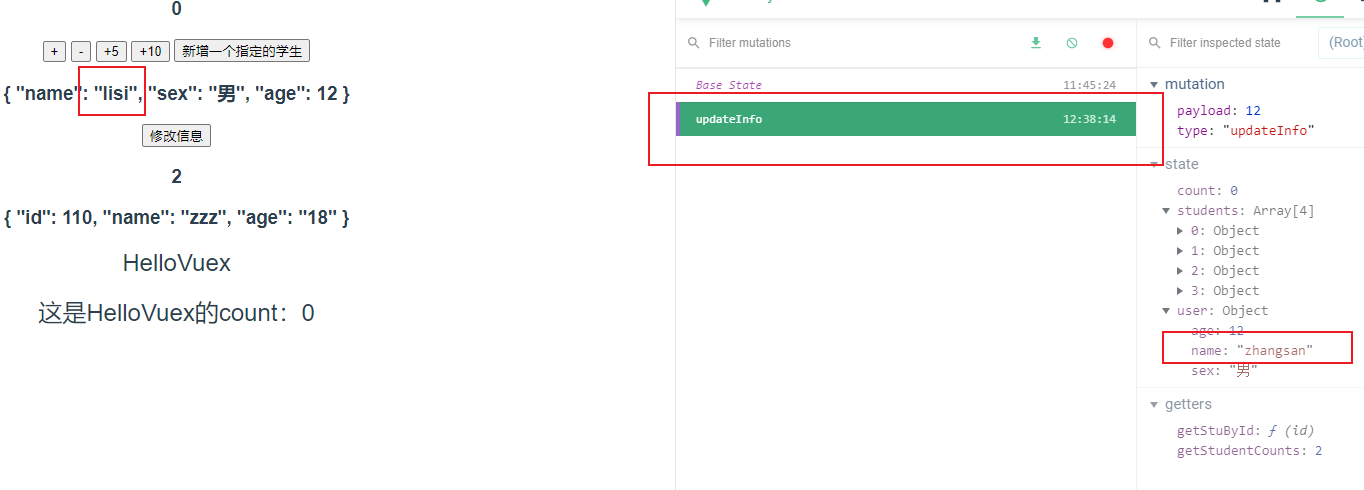 0
+ - +5 +10 新增一个指定的学生
{ "name": "lisi", "sex": "男", "age": 12 }
修改信息
2
{ "id": 110, "name": "zzz", "age": "18" }
HelloVuex
这是HelloVuex的count：0
Filter mutations
Base State 11:45:24
updateInfo 12:38:14
Filter inspected state (Root)
mutation
payload: 12
type: "updateInfo"
state
count: 0
students: Array[4]
0: Object
1: Object
2: Object
3: Object
user: Object
age: 12
name: "zhangsan"
sex: "男"
getters
getStuById: ƒ (id)
getStudentCounts: 2